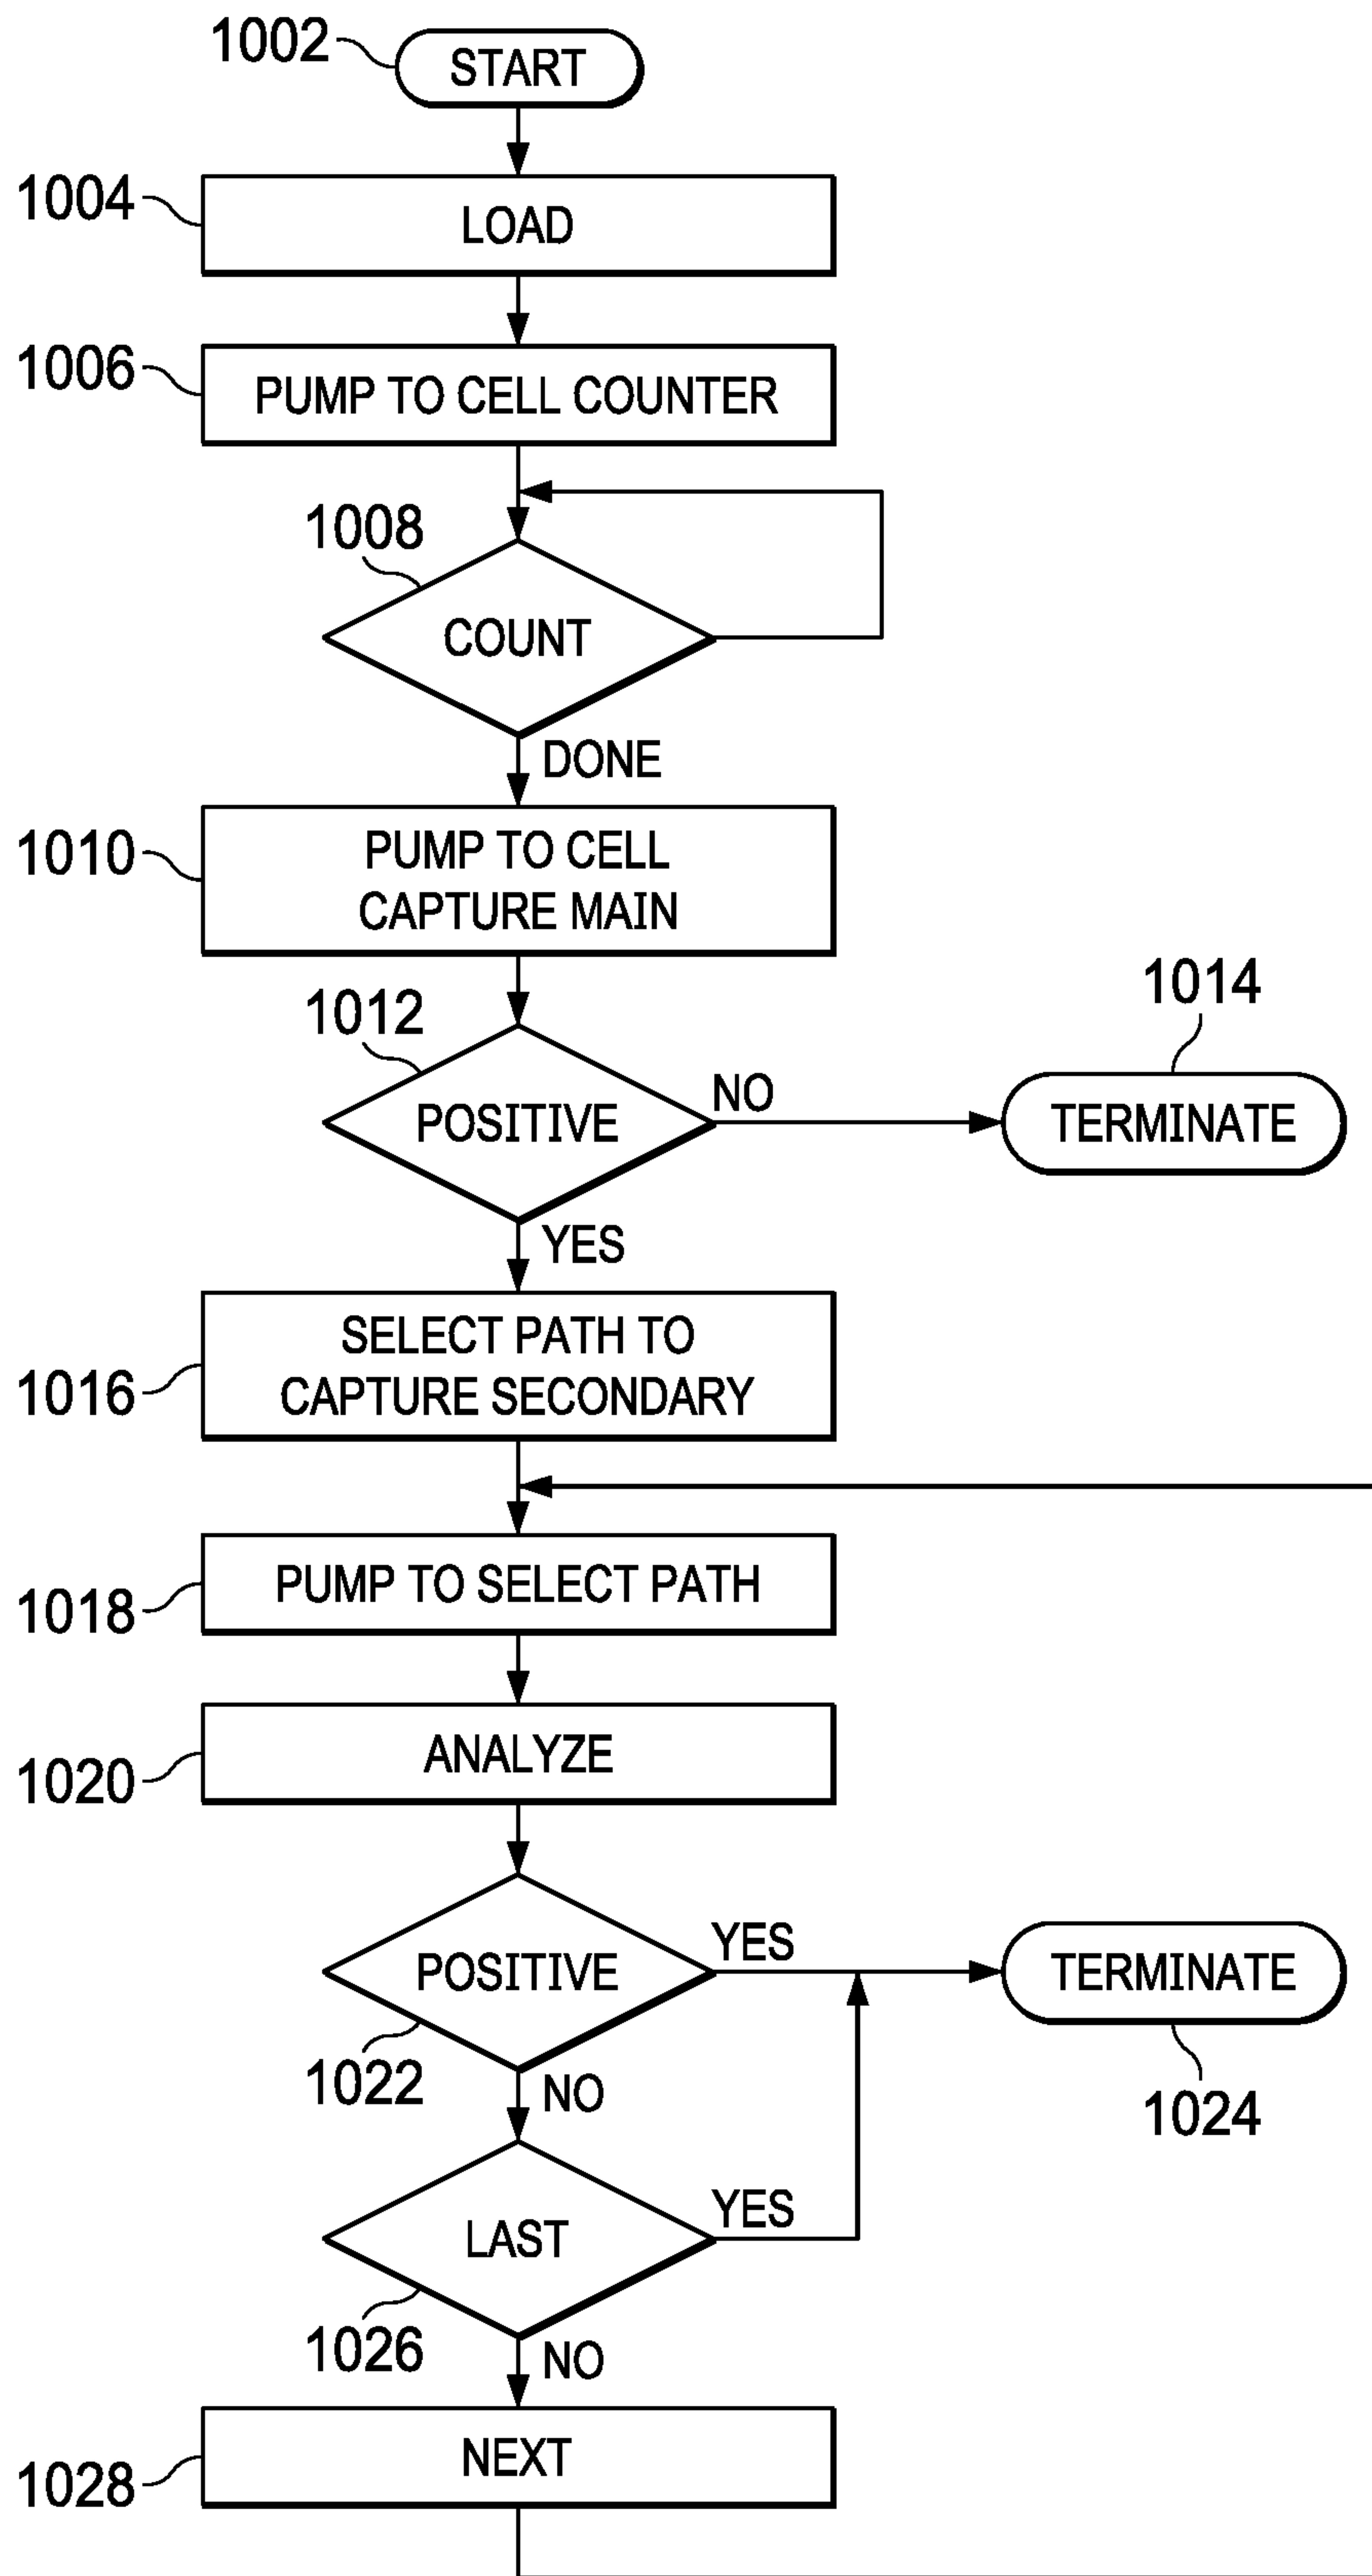 1002
START
1004
LOAD
1006
PUMP TO CELL COUNTER
1008
COUNT
DONE
1010
PUMP TO CELL
CAPTURE MAIN
1012
POSITIVE
NO
1014
TERMINATE
YES
1016
SELECT PATH TO
CAPTURE SECONDARY
1018
PUMP TO SELECT PATH
1020
ANALYZE
POSITIVE
YES
TERMINATE
1022
NO
1024
LAST
YES
1026
NO
NEXT
1028